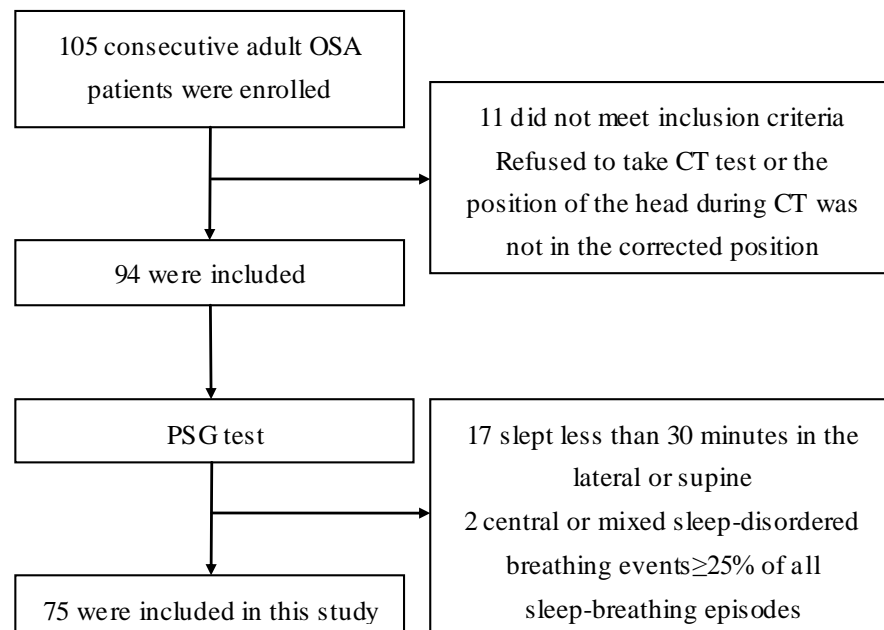 105 consecutive adult OSA
patients were enrolled
11 did not meet inclusion criteria
Refused to take CT test or the
position of the head during CT was
not in the corrected position
94 were included
PSG test
17 slept less than 30 minutes in the
lateral or supine
2 central or mixed sleep-disordered
breathing events≥25% of all
sleep-breathing episodes
75 were included in this study